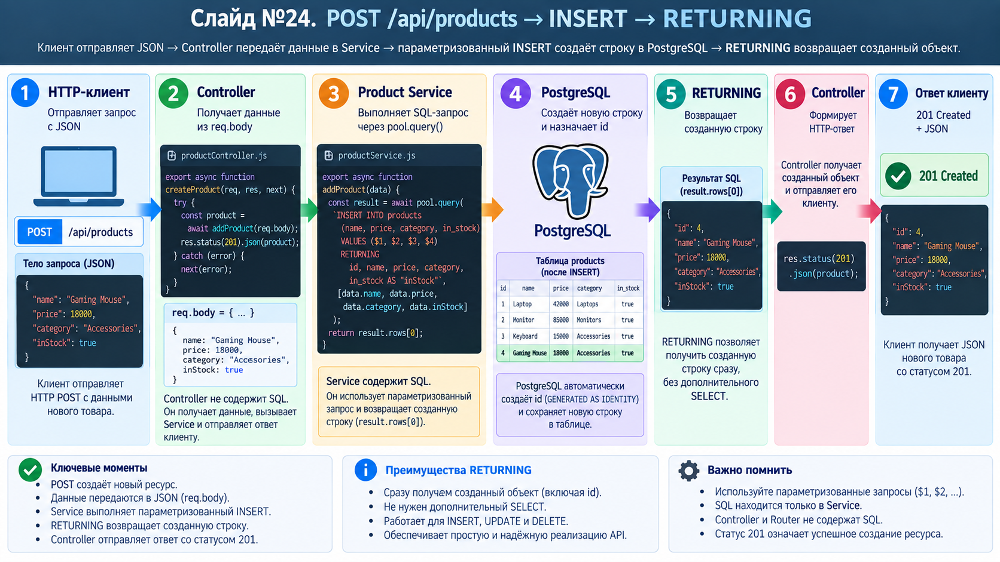 Слайд №24. POST /api/products → INSERT → RETURNING
Клиент отправляет JSON → Controller передаёт данные в Service → параметризованный INSERT создаёт строку в PostgreSQL → RETURNING возвращает созданный объект.
1 HTTP-клиент
Отправляет запрос
с JSON
POST /api/products
Тело запроса (JSON)
{
"name": "Gaming Mouse",
"price": 18000,
"category": "Accessories",
"inStock": true
}
Клиент отправляет
HTTP POST с данными
нового товара.
2 Controller
Получает данные
из req.body
productController.js
export async function
createProduct(req, res, next) {
try {
const product =
await addProduct(req.body);
res.status(201).json(product);
} catch (error) {
next(error);
}
}
req.body = { ... }
{
name: "Gaming Mouse",
price: 18000,
category: "Accessories",
inStock: true
}
Controller не содержит SQL.
Он получает данные, вызывает
Service и отправляет ответ
клиенту.
3 Product Service
Выполняет SQL-запрос
через pool.query()
productService.js
export async function
addProduct(data) {
const result = await pool.query(
`INSERT INTO products
(name, price, category, in_stock)
VALUES ($1, $2, $3, $4)
RETURNING
id, name, price, category,
in_stock AS "inStock"`,
[data.name, data.price,
data.category, data.inStock]
);
return result.rows[0];
}
Service содержит SQL.
Он использует параметризованный
запрос и возвращает созданную
строку (result.rows[0]).
4 PostgreSQL
Создаёт новую строку
и назначает id
PostgreSQL
Таблица products
(после INSERT)
id name price category in_stock
1 Laptop 42000 Laptops true
2 Monitor 85000 Monitors true
3 Keyboard 15000 Accessories true
4 Gaming Mouse 18000 Accessories true
PostgreSQL автоматически
создаёт id (GENERATED AS IDENTITY)
и сохраняет новую строку
в таблице.
5 RETURNING
Возвращает
созданную строку
Результат SQL
(result.rows[0])
{
"id": 4,
"name": "Gaming Mouse",
"price": 18000,
"category": "Accessories",
"inStock": true
}
RETURNING позволяет
получить созданную
строку сразу,
без дополнительного
SELECT.
6 Controller
Формирует
HTTP-ответ
Controller получает
созданный объект
и отправляет его
клиенту.
res.status(201)
.json(product);
7 Ответ клиенту
201 Created
+ JSON
201 Created
{
"id": 4,
"name": "Gaming Mouse",
"price": 18000,
"category": "Accessories",
"inStock": true
}
Клиент получает JSON
нового товара
со статусом 201.
Ключевые моменты
• POST создаёт новый ресурс.
• Данные передаются в JSON (req.body).
• Service выполняет параметризованный INSERT.
• RETURNING возвращает созданную строку.
• Controller отправляет ответ со статусом 201.
Преимущества RETURNING
• Сразу получаем созданный объект (включая id).
• Не нужен дополнительный SELECT.
• Работает для INSERT, UPDATE и DELETE.
• Обеспечивает простую и надёжную реализацию API.
Важно помнить
• Используйте параметризованные запросы ($1, $2, ...).
• SQL находится только в Service.
• Controller и Router не содержат SQL.
• Статус 201 означает успешное создание ресурса.